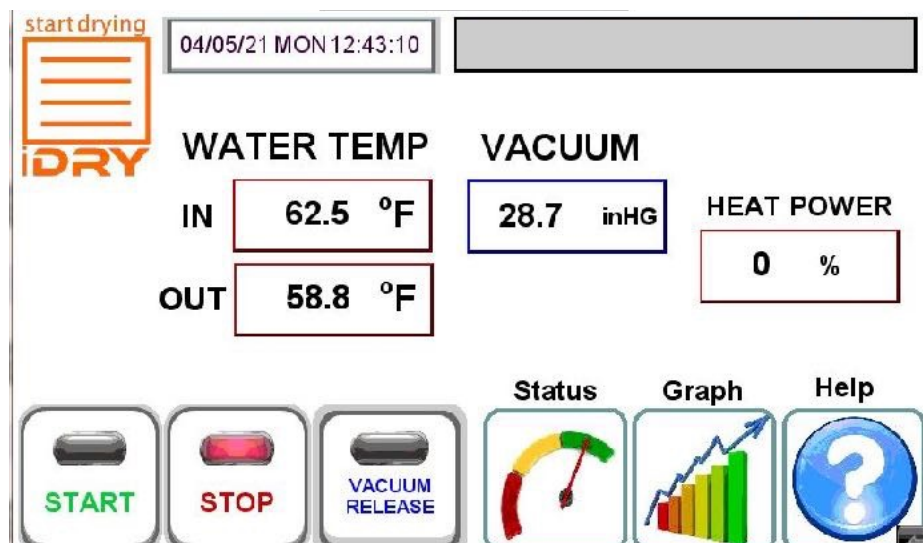 start drying
iDRY
04/05/21 MON 12:43:10
WATER TEMP
IN 62.5 °F
OUT 58.8 °F
VACUUM
28.7 inHG
HEAT POWER
0 %
START
STOP
VACUUM
RELEASE
Status
Graph
Help
?